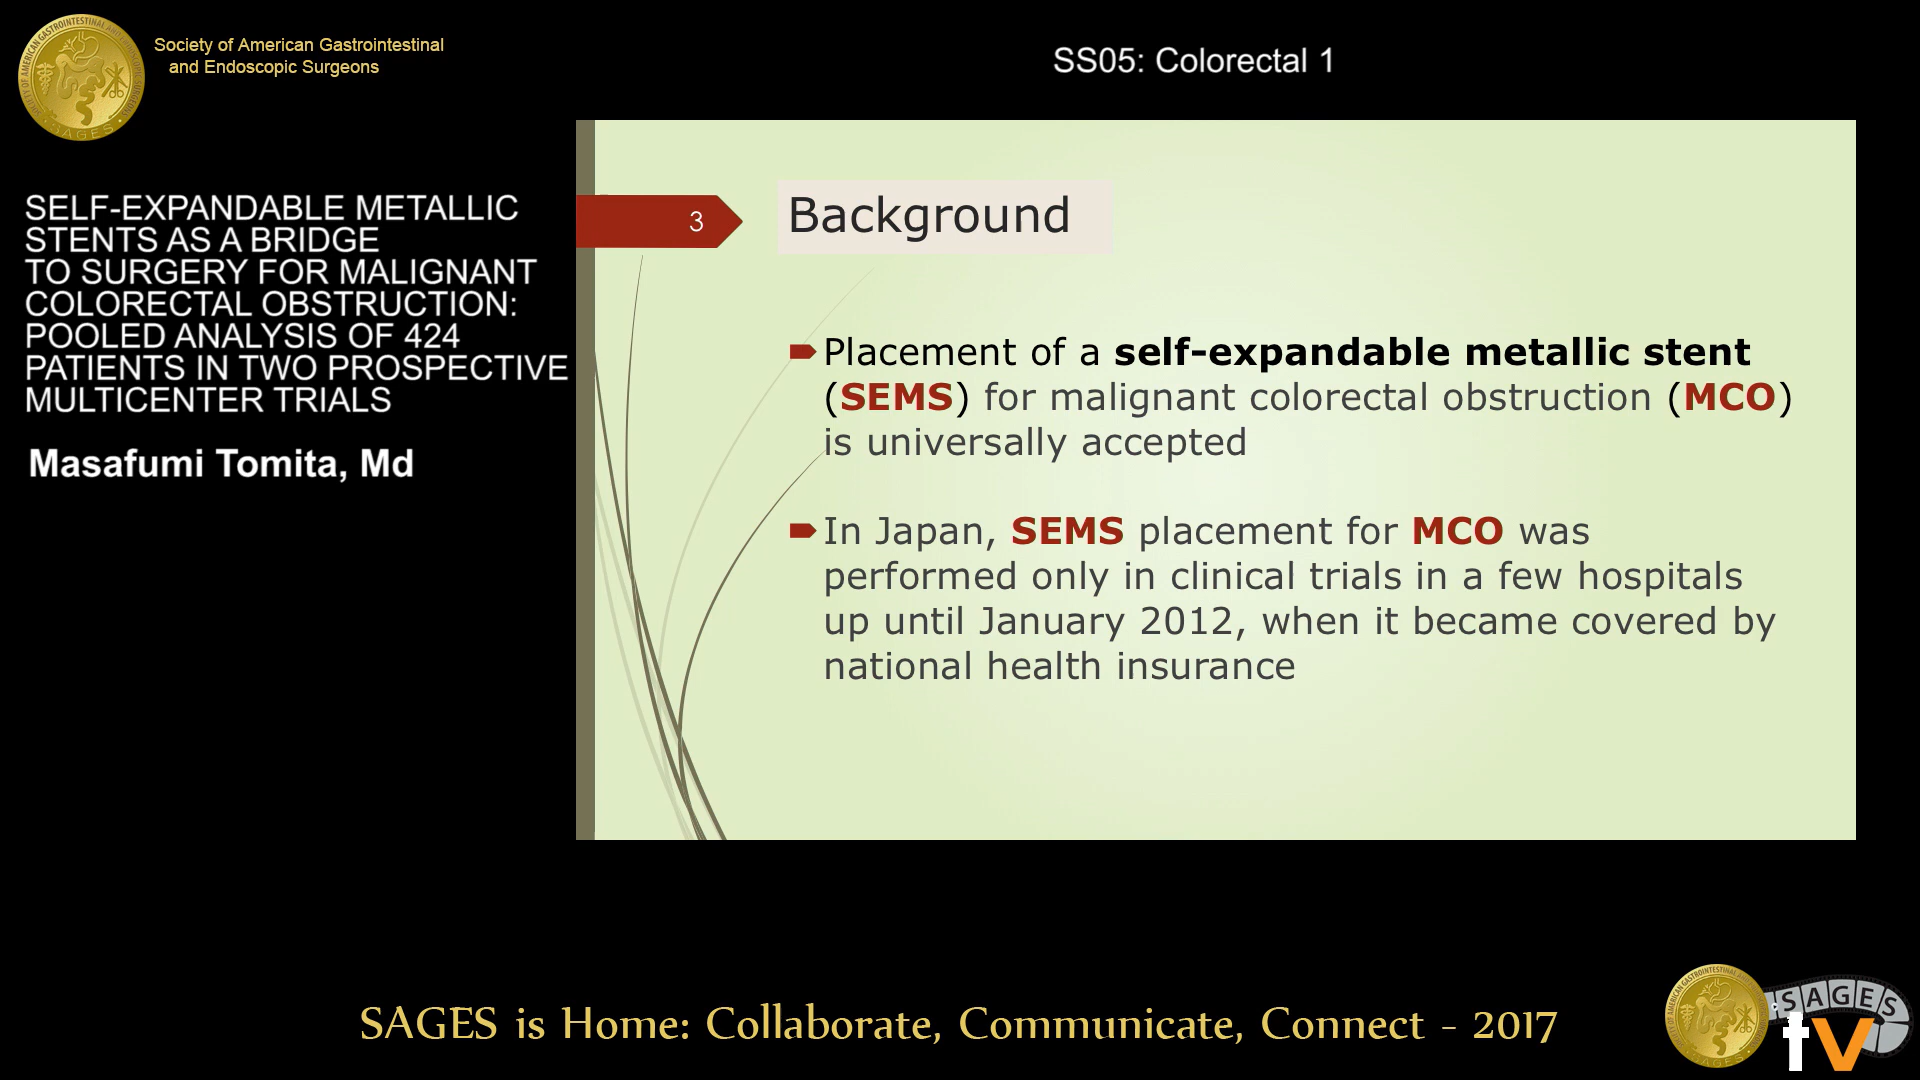 Society of American Gastrointestinal
and Endoscopic Surgeons
SS05: Colorectal 1
SELF-EXPANDABLE METALLIC
STENTS AS A BRIDGE
TO SURGERY FOR MALIGNANT
COLORECTAL OBSTRUCTION:
POOLED ANALYSIS OF 424
PATIENTS IN TWO PROSPECTIVE
MULTICENTER TRIALS
Masafumi Tomita, Md
3
Background
Placement of a self-expandable metallic stent
(SEMS) for malignant colorectal obstruction (MCO)
is universally accepted
In Japan, SEMS placement for MCO was
performed only in clinical trials in a few hospitals
up until January 2012, when it became covered by
national health insurance
SAGES is Home: Collaborate, Communicate, Connect - 2017
SAGES
tv